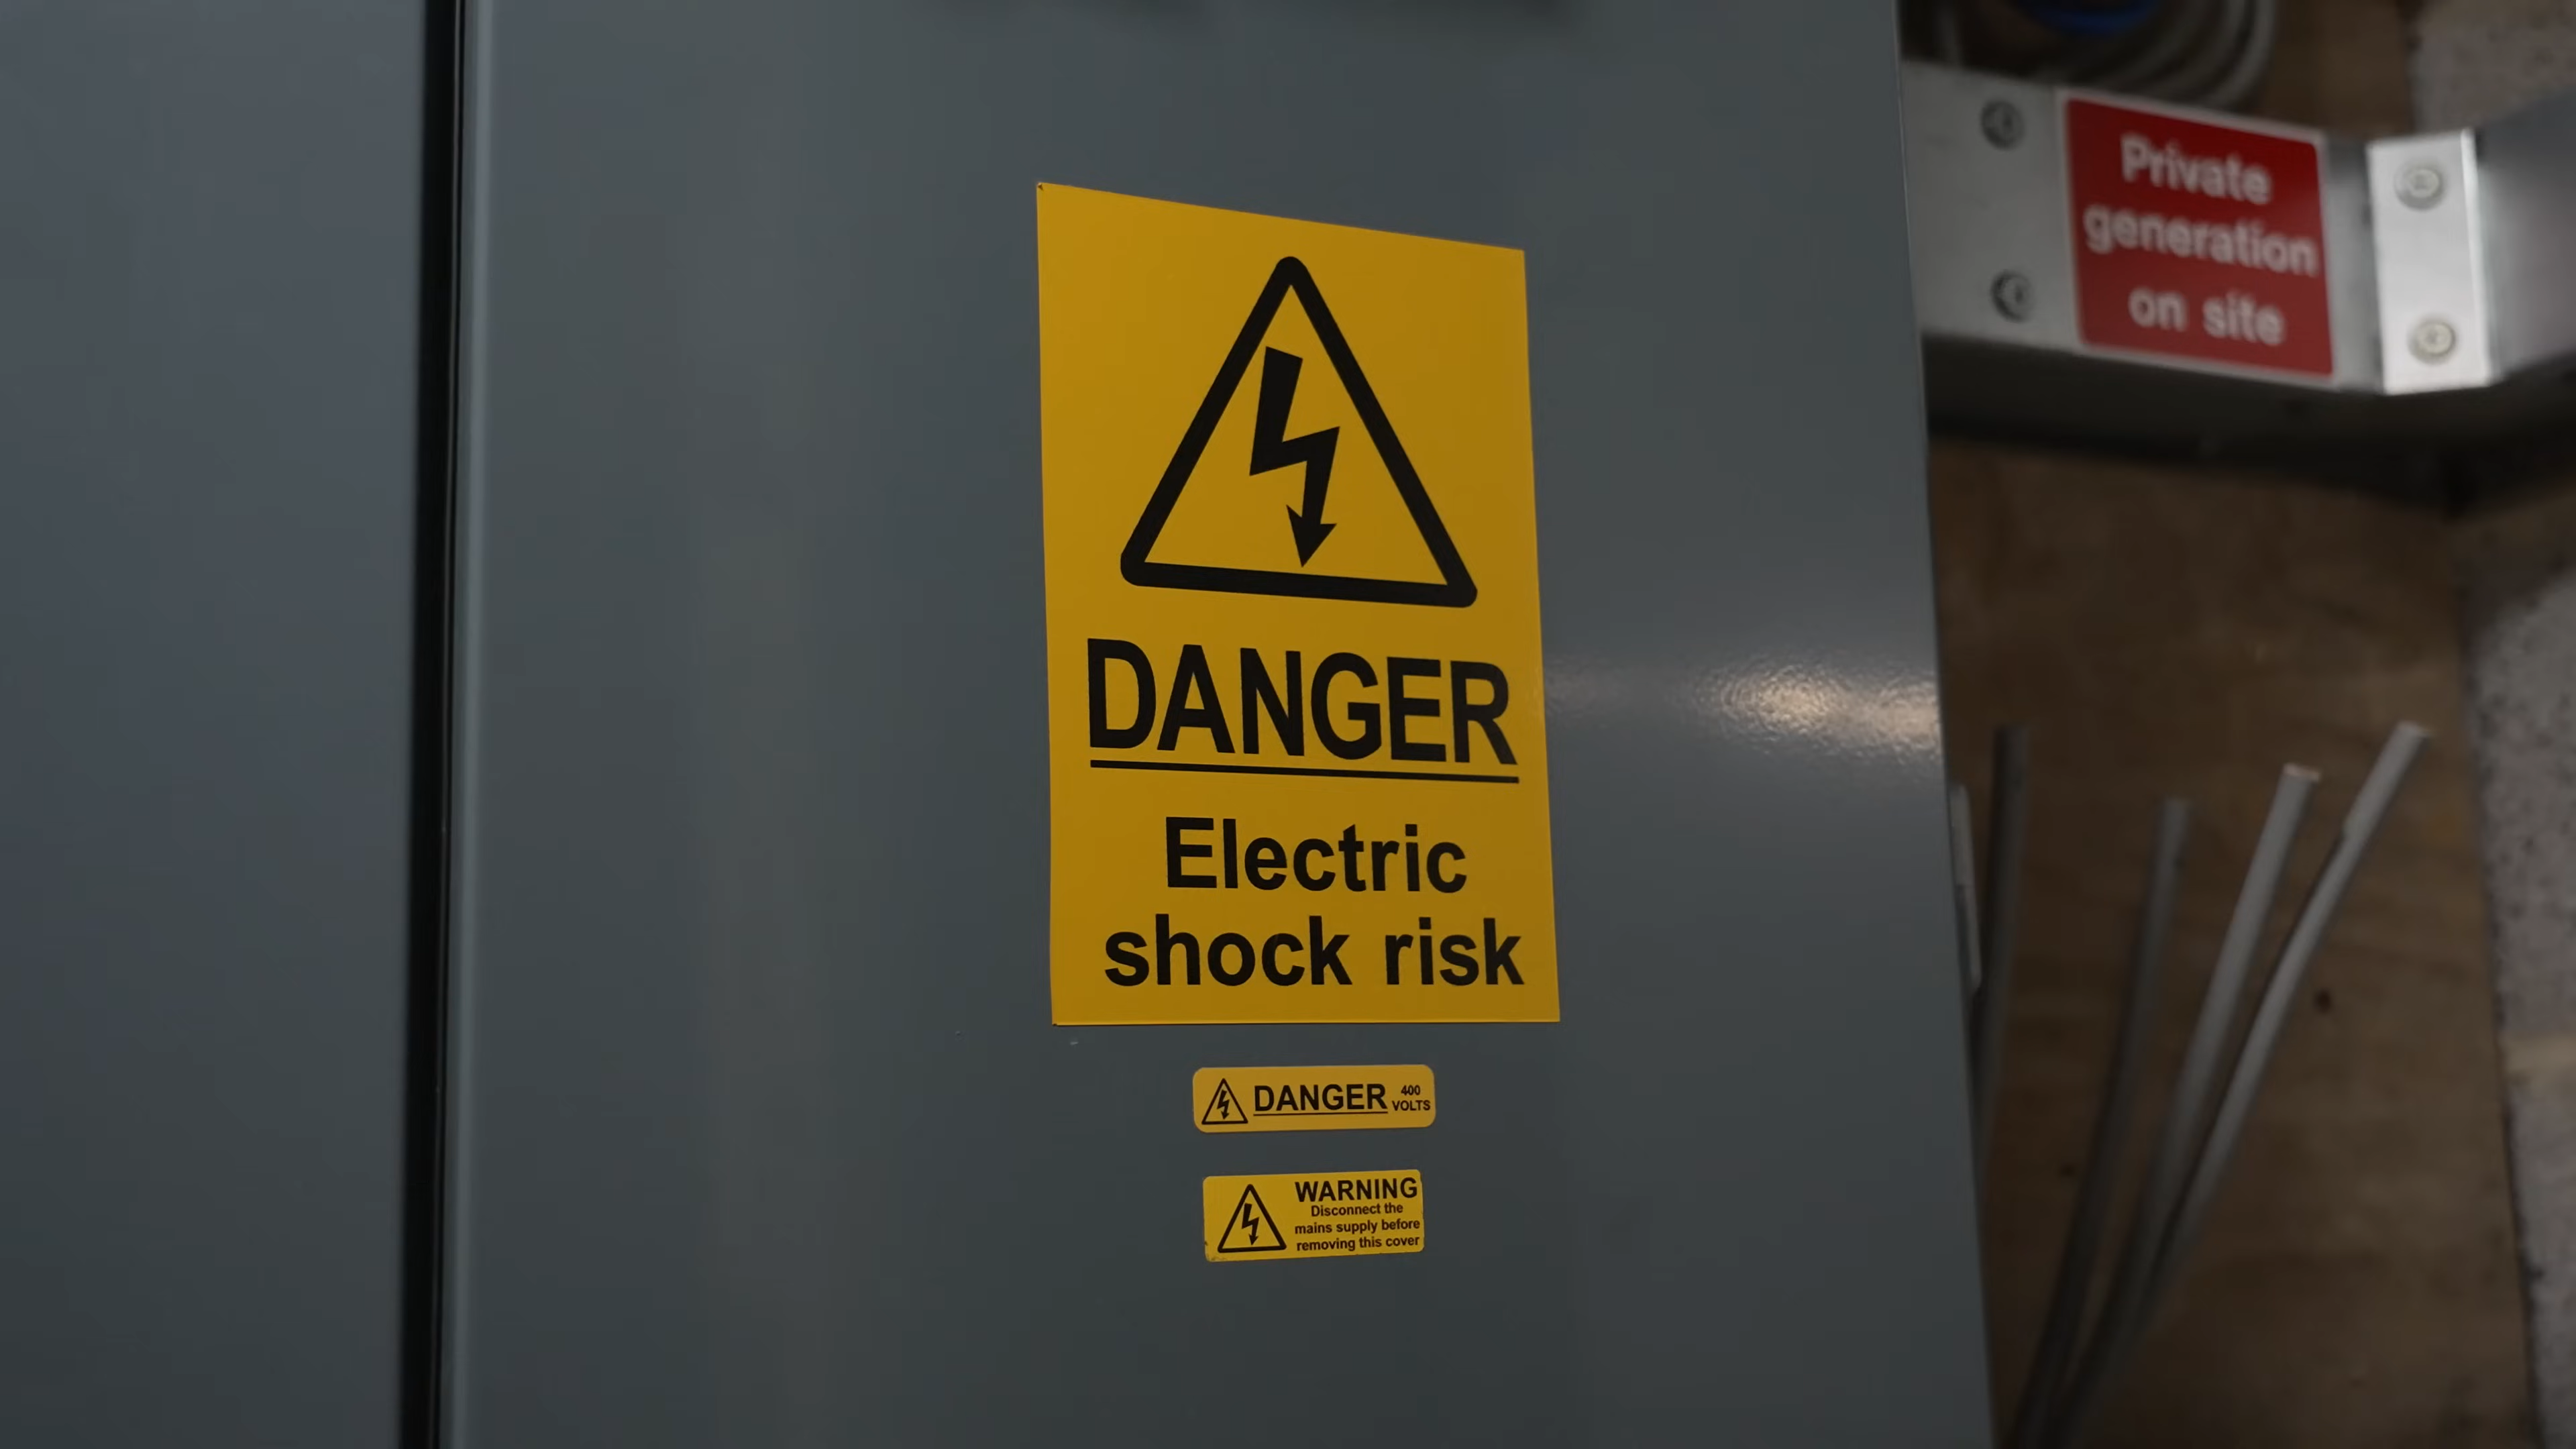 DANGER
Electric
shock risk
DANGER 400
VOLTS
WARNING
Disconnect the
mains supply before
removing this cover
Private
generation
on site